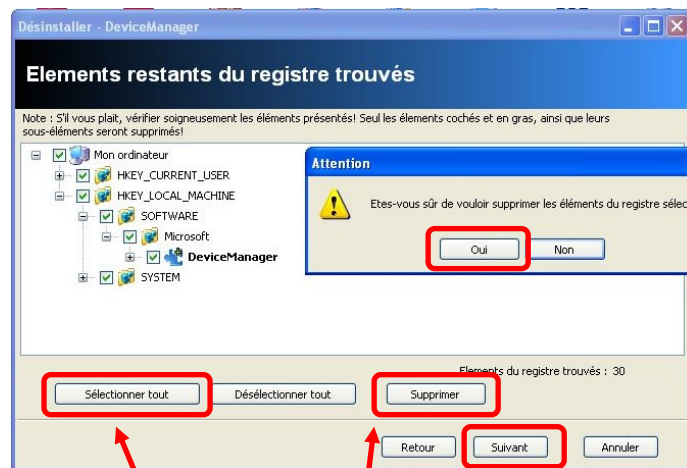 Désinstaller - DeviceManager
Elements restants du registre trouvés
Note : S'il vous plait, vérifier soigneusement les éléments présentés! Seul les élements cochés et en gras, ainsi que leurs
sous-éléments seront supprimés!
Mon ordinateur
HKEY_CURRENT_USER
HKEY_LOCAL_MACHINE
SOFTWARE
Microsoft
DeviceManager
SYSTEM
Attention
Etes-vous sûr de vouloir supprimer les éléments du registre sélec
Oui Non
Elements du registre trouvés : 30
Sélectionner tout Désélectionner tout Supprimer
Retour Suivant Annuler